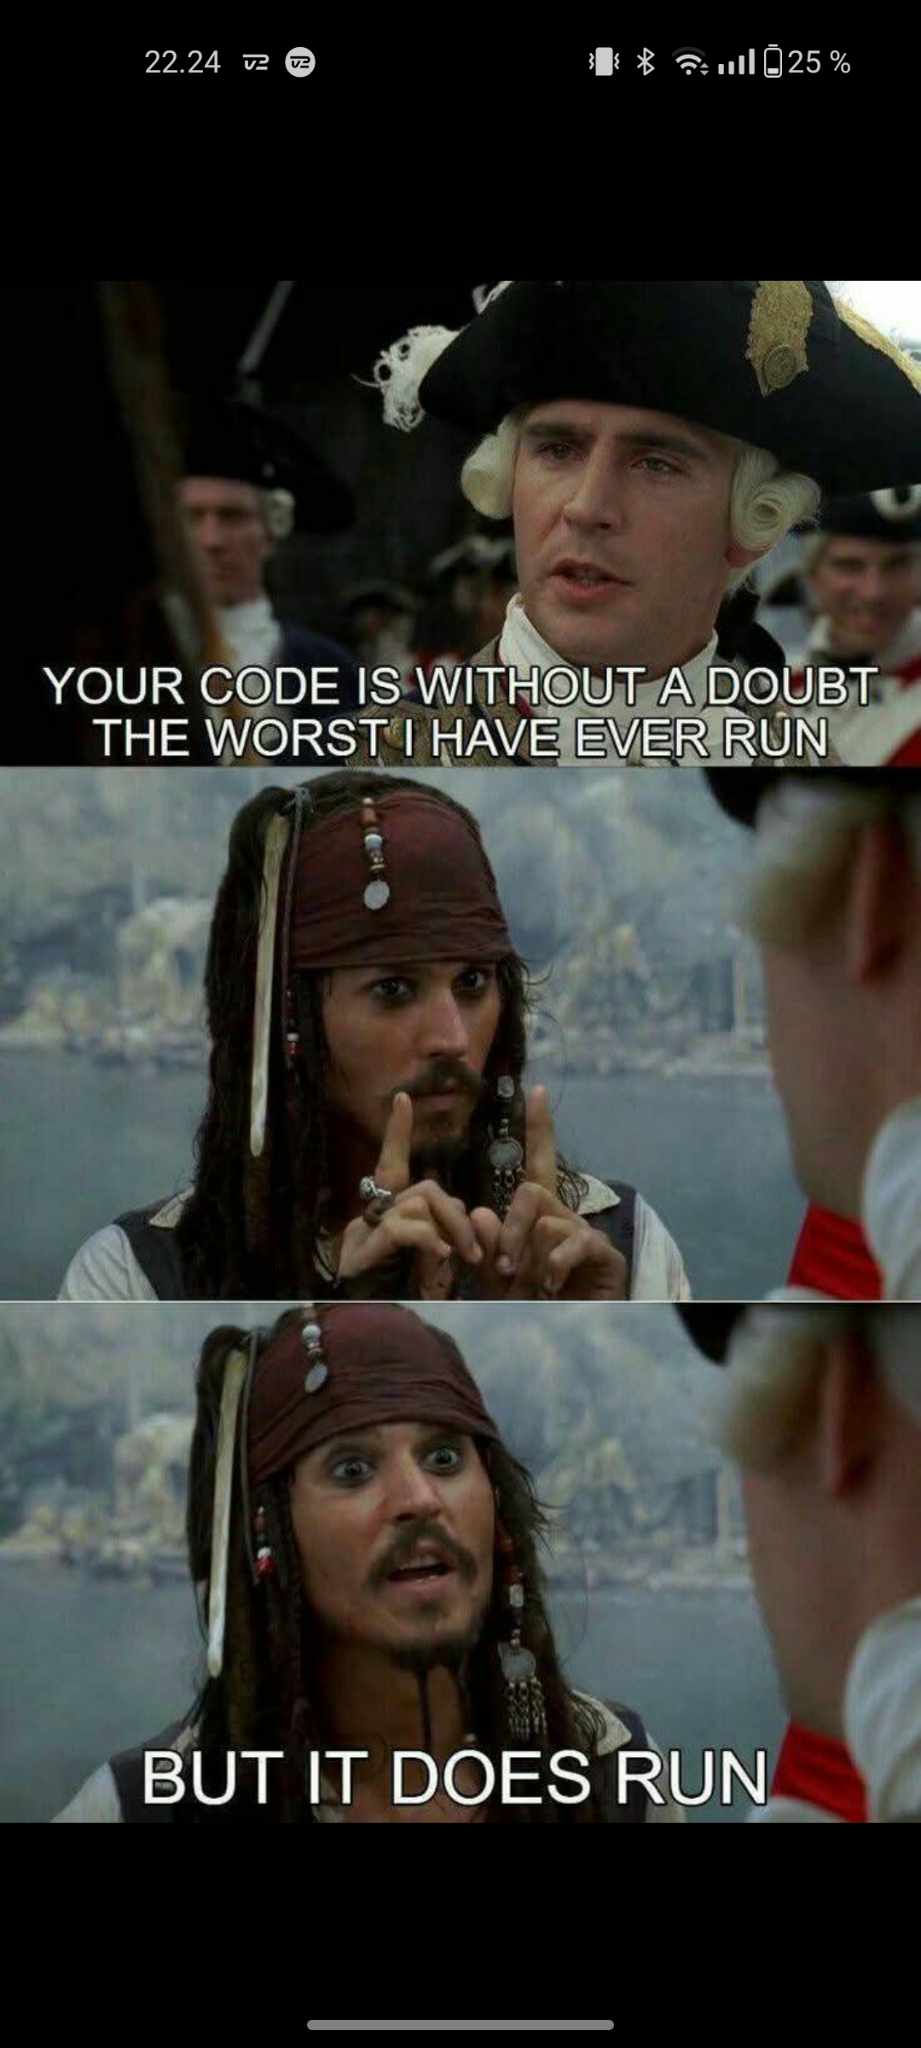 22.24
25 %
YOUR CODE IS WITHOUT A DOUBT
THE WORST I HAVE EVER RUN
BUT IT DOES RUN